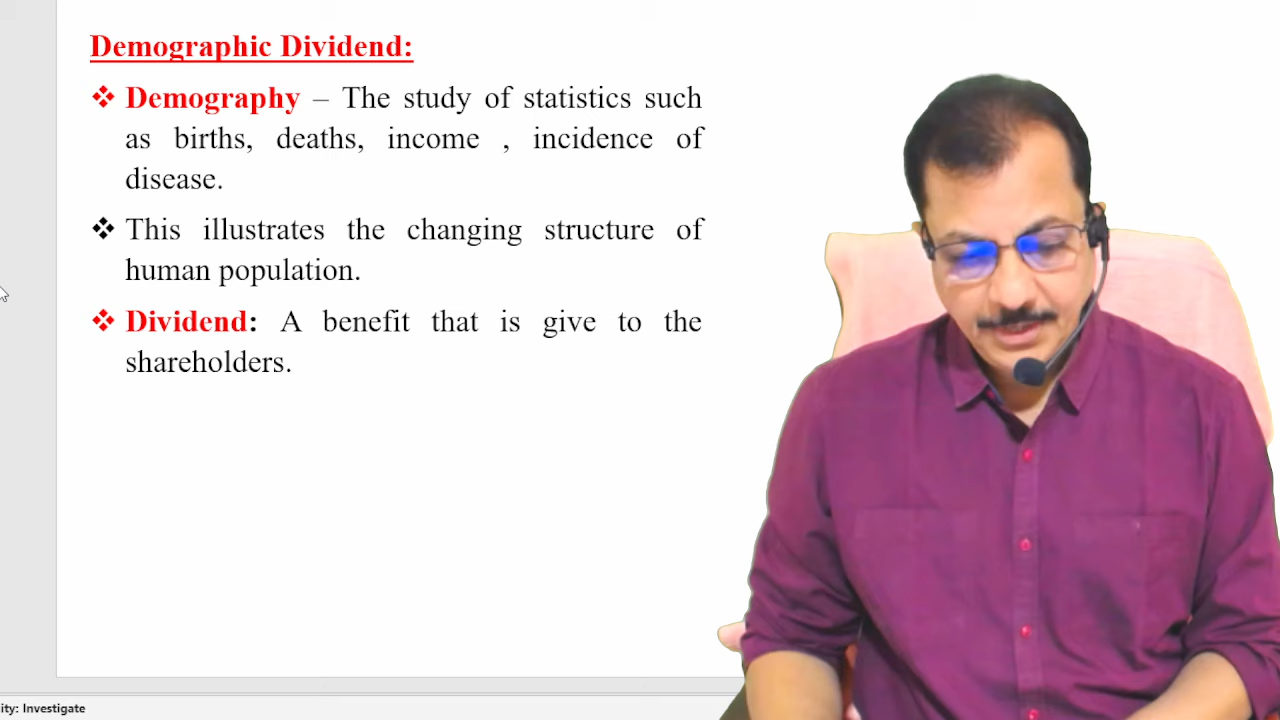 Demographic Dividend:
❖ Demography – The study of statistics such
as births, deaths, income , incidence of
disease.
❖ This illustrates the changing structure of
human population.
❖ Dividend: A benefit that is give to the
shareholders.
ity: Investigate